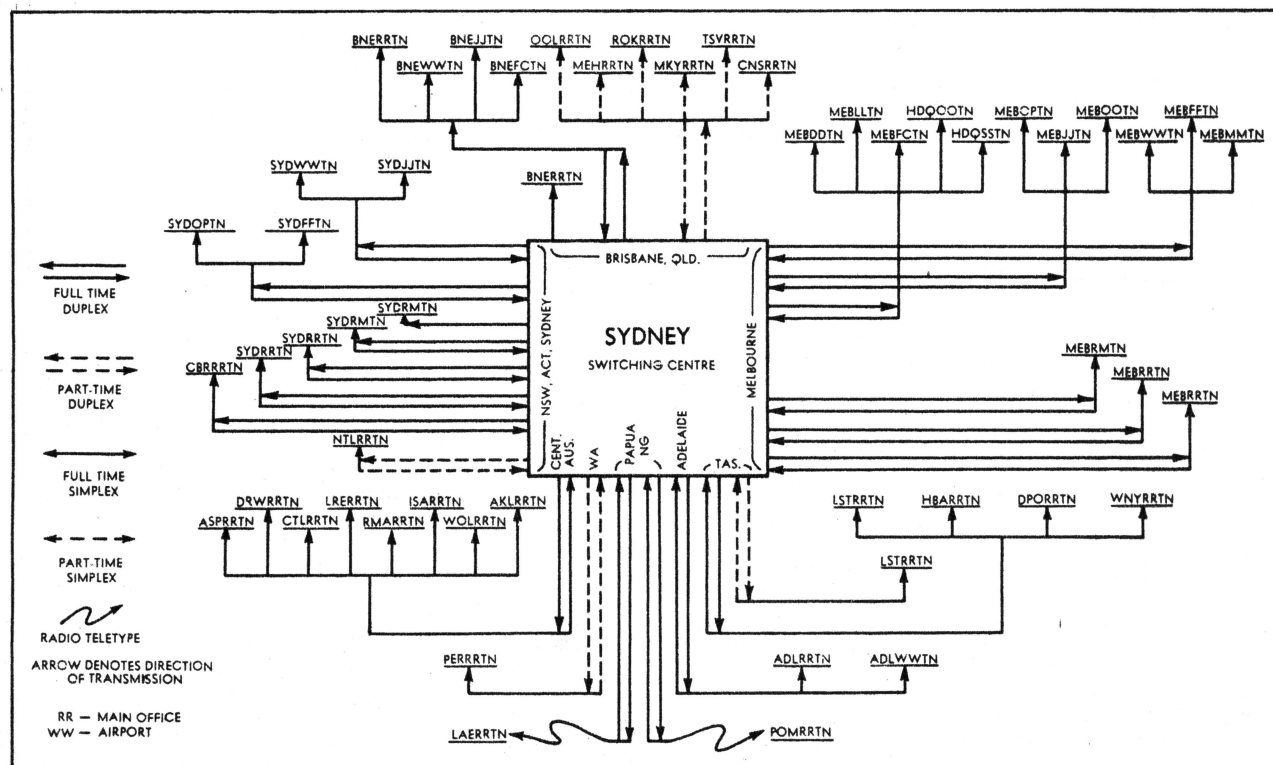 BNERRTN
BNEJJTN
OOLRRTN
ROKRRTN
TSVRRTN
BNEWWTN
BNEFCTN
MEHRRTN
MKYRRTN
CNSRRTN
MEBLLTN
HDQCOTN
MEBCPTN
MEBOOTN
MEBFFTN
MEBDDTN
MEBFCTN
HDQSSTN
MEBJJTN
MEBWWTN
MEBMMTN
SYDWWTN
SYDJJTN
BNERRTN
SYDOPTN
SYDFFTN
BRISBANE, QLD.
FULL TIME
DUPLEX
SYDRMTN
SYDRMTN
SYDRRTN
SYDRRTN
CBRRRTN
NTLRRTN
NSW, ACT, SYDNEY
SYDNEY
SWITCHING CENTRE
MELBOURNE
PART-TIME
DUPLEX
MEBRMTN
MEBRRTN
MEBRRTN
CENT.
AUS.
WA
PAPUA
NG
ADELAIDE
TAS.
FULL TIME
SIMPLEX
DRWRRTN
LRERRTN
ISARRTN
AKLRRTN
ASPRRTN
CTLRRTN
RMARRTN
WOLRRTN
LSTRRTN
HBARRTN
DPORRTN
WNYRRTN
LSTRRTN
PART-TIME
SIMPLEX
RADIO TELETYPE
ARROW DENOTES DIRECTION
OF TRANSMISSION
PERRRTN
ADLRRTN
ADLWWTN
RR — MAIN OFFICE
WW — AIRPORT
LAERRTN
POMRRTN